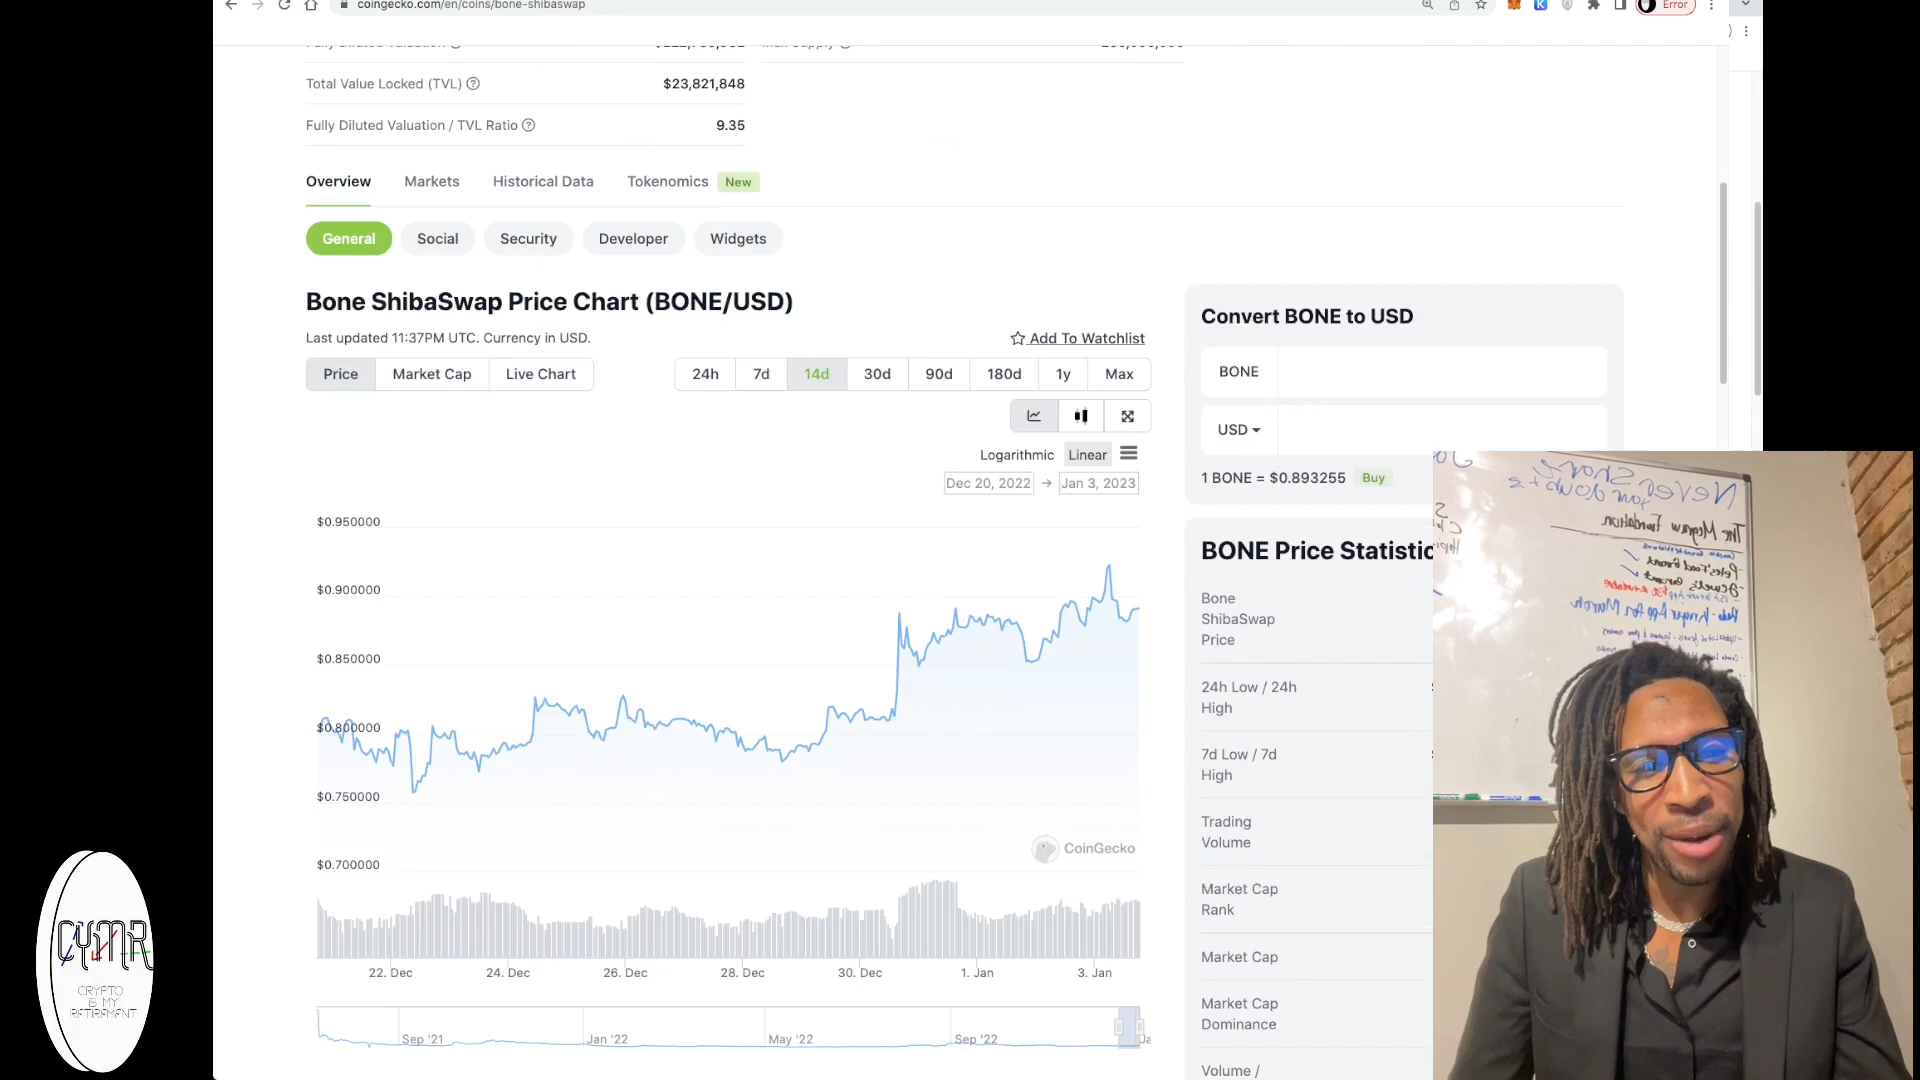 coingecko.com/en/coins/bone-shibaswap
Error
Total Value Locked (TVL)
$23,821,848
Fully Diluted Valuation / TVL Ratio
9.35
Overview
Markets
Historical Data
Tokenomics
New
General
Social
Security
Developer
Widgets
Bone ShibaSwap Price Chart (BONE/USD)
Last updated 11:37PM UTC. Currency in USD.
Add To Watchlist
Price
Market Cap
Live Chart
24h
7d
14d
30d
90d
180d
1y
Max
Logarithmic
Linear
Dec 20, 2022 → Jan 3, 2023
$0.950000
$0.900000
$0.850000
$0.800000
$0.750000
$0.700000
CoinGecko
22. Dec
24. Dec
26. Dec
28. Dec
30. Dec
1. Jan
3. Jan
Sep '21
Jan '22
May '22
Sep '22
Convert BONE to USD
BONE
USD
1 BONE = $0.893255
Buy
BONE Price Statistic
Bone
ShibaSwap
Price
24h Low / 24h
High
7d Low / 7d
High
Trading
Volume
Market Cap
Rank
Market Cap
Market Cap
Dominance
Volume /
Never Share
The Megraw Fundation
CYMR
CRYPTO
IS MY
RETIREMENT